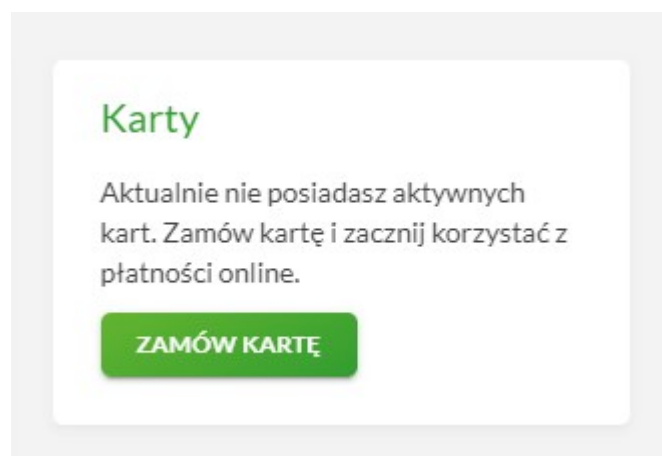 Karty
Aktualnie nie posiadasz aktywnych
kart. Zamów kartę i zacznij korzystać z
płatności online.
ZAMÓW KARTĘ